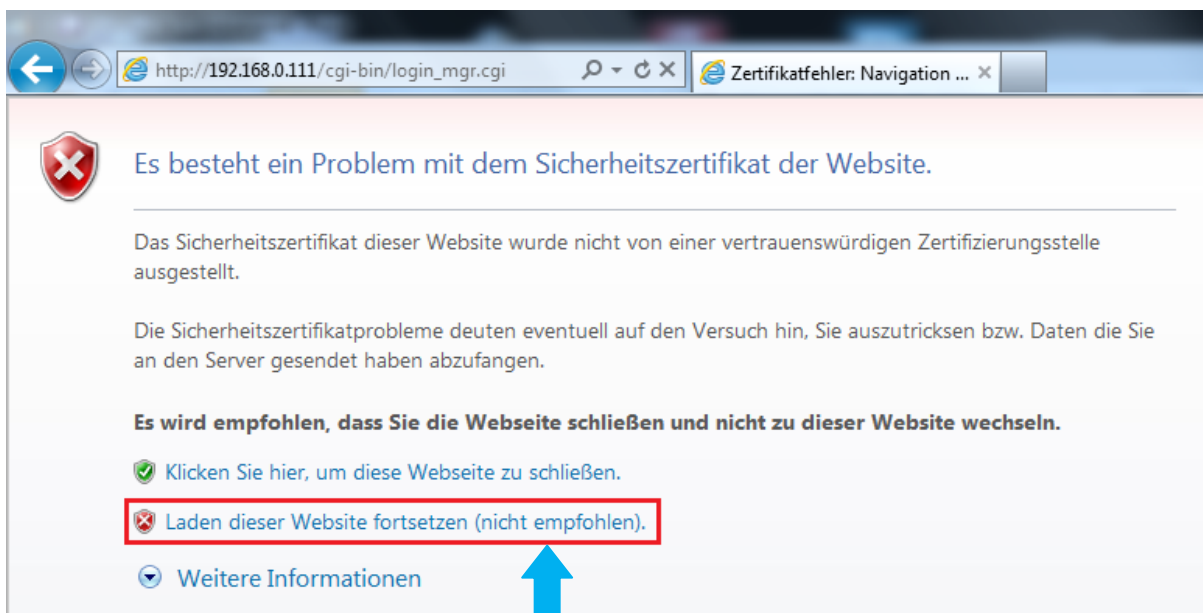 http://192.168.0.111/cgi-bin/login_mgr.cgi
Zertifikatfehler: Navigation ...
Es besteht ein Problem mit dem Sicherheitszertifikat der Website.
Das Sicherheitszertifikat dieser Website wurde nicht von einer vertrauenswürdigen Zertifizierungsstelle
ausgestellt.
Die Sicherheitszertifikatprobleme deuten eventuell auf den Versuch hin, Sie auszutricksen bzw. Daten die Sie
an den Server gesendet haben abzufangen.
Es wird empfohlen, dass Sie die Webseite schließen und nicht zu dieser Website wechseln.
Klicken Sie hier, um diese Webseite zu schließen.
Laden dieser Website fortsetzen (nicht empfohlen).
Weitere Informationen